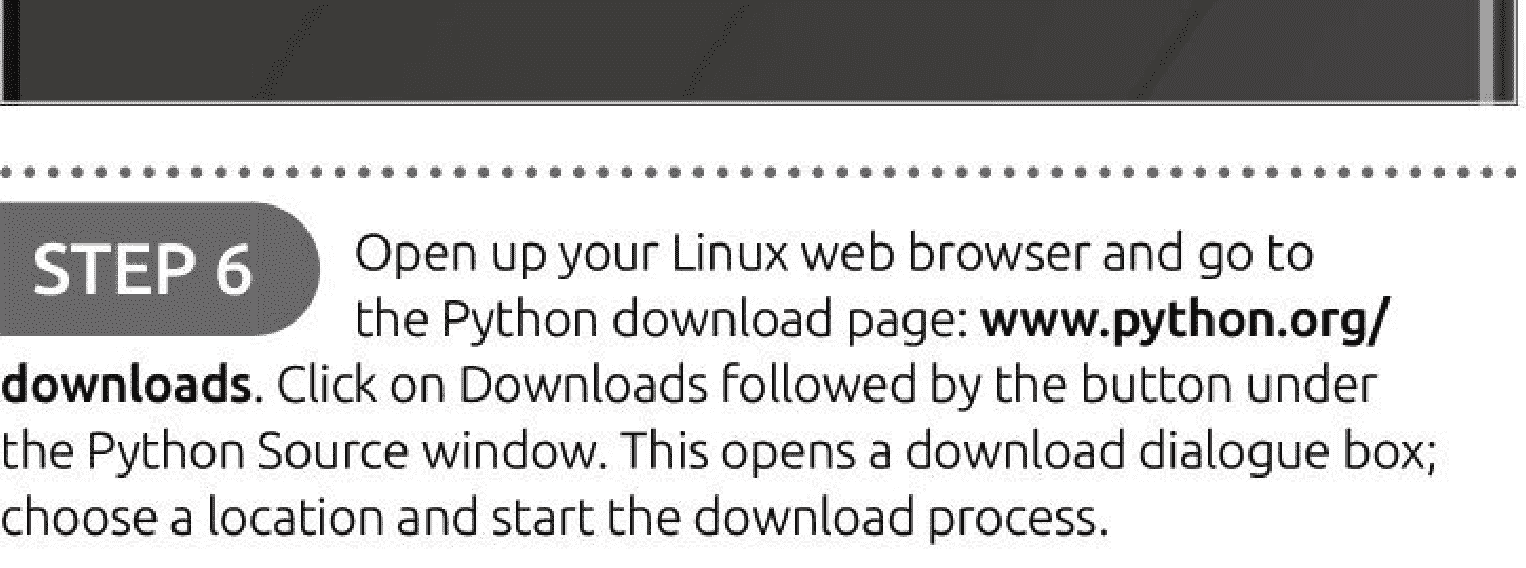 STEP 6
Open up your Linux web browser and go to
the Python download page: www.python.org/
downloads. Click on Downloads followed by the button under
the Python Source window. This opens a download dialogue box;
choose a location and start the download process.